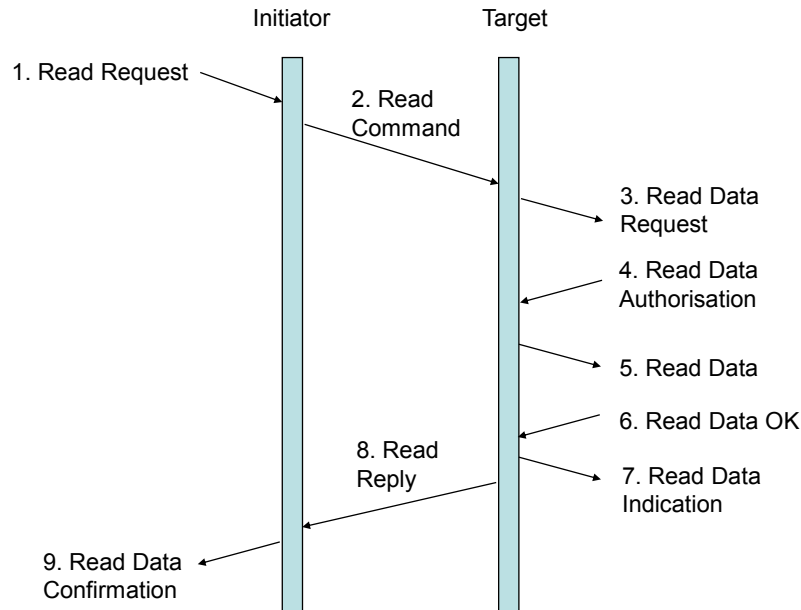 Initiator
Target
1. Read Request
2. Read
Command
3. Read Data
Request
4. Read Data
Authorisation
5. Read Data
6. Read Data OK
7. Read Data
Indication
8. Read
Reply
9. Read Data
Confirmation